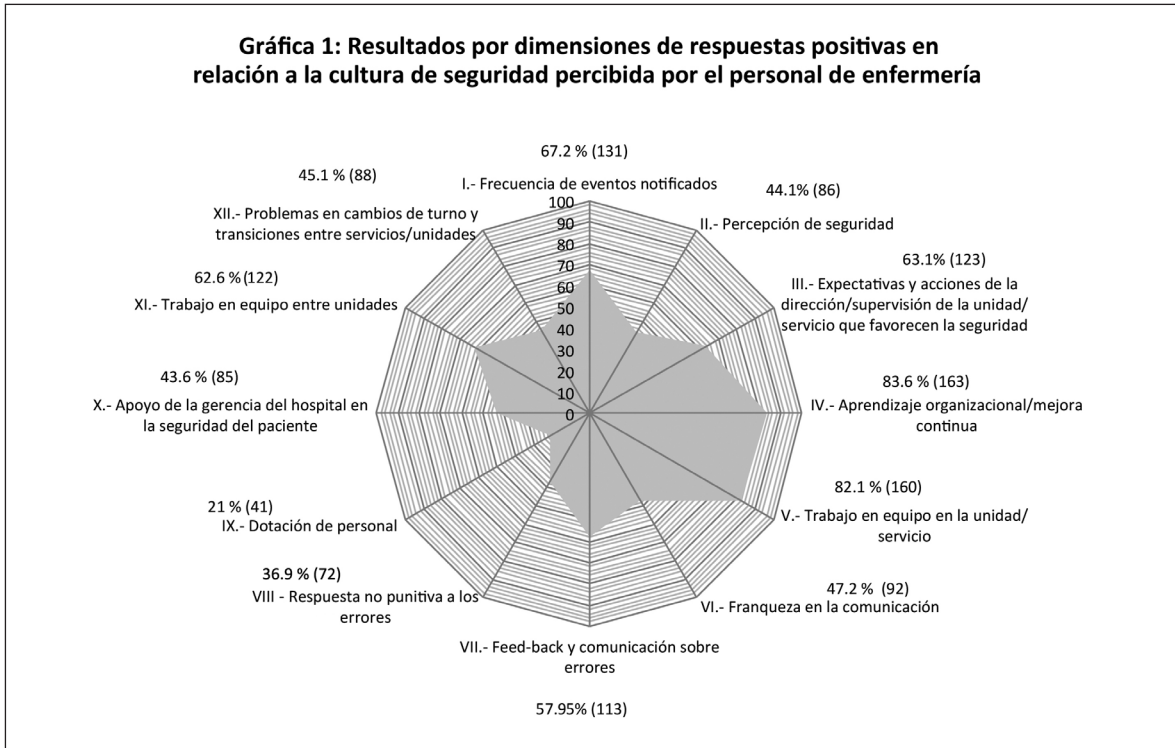 Gráfica 1: Resultados por dimensiones de respuestas positivas en
relación a la cultura de seguridad percibida por el personal de enfermería
67.2 % (131)
I.- Frecuencia de eventos notificados
44.1% (86)
II.- Percepción de seguridad
63.1% (123)
III.- Expectativas y acciones de la
dirección/supervisión de la unidad/
servicio que favorecen la seguridad
83.6 % (163)
IV.- Aprendizaje organizacional/mejora
continua
82.1 % (160)
V.- Trabajo en equipo en la unidad/
servicio
47.2 % (92)
VI.- Franqueza en la comunicación
VII.- Feed-back y comunicación sobre
errores
57.95% (113)
36.9 % (72)
VIII - Respuesta no punitiva a los
errores
21 % (41)
IX.- Dotación de personal
43.6 % (85)
X.- Apoyo de la gerencia del hospital en
la seguridad del paciente
62.6 % (122)
XI.- Trabajo en equipo entre unidades
45.1 % (88)
XII.- Problemas en cambios de turno y
transiciones entre servicios/unidades
100
90
80
70
60
50
40
30
20
10
0